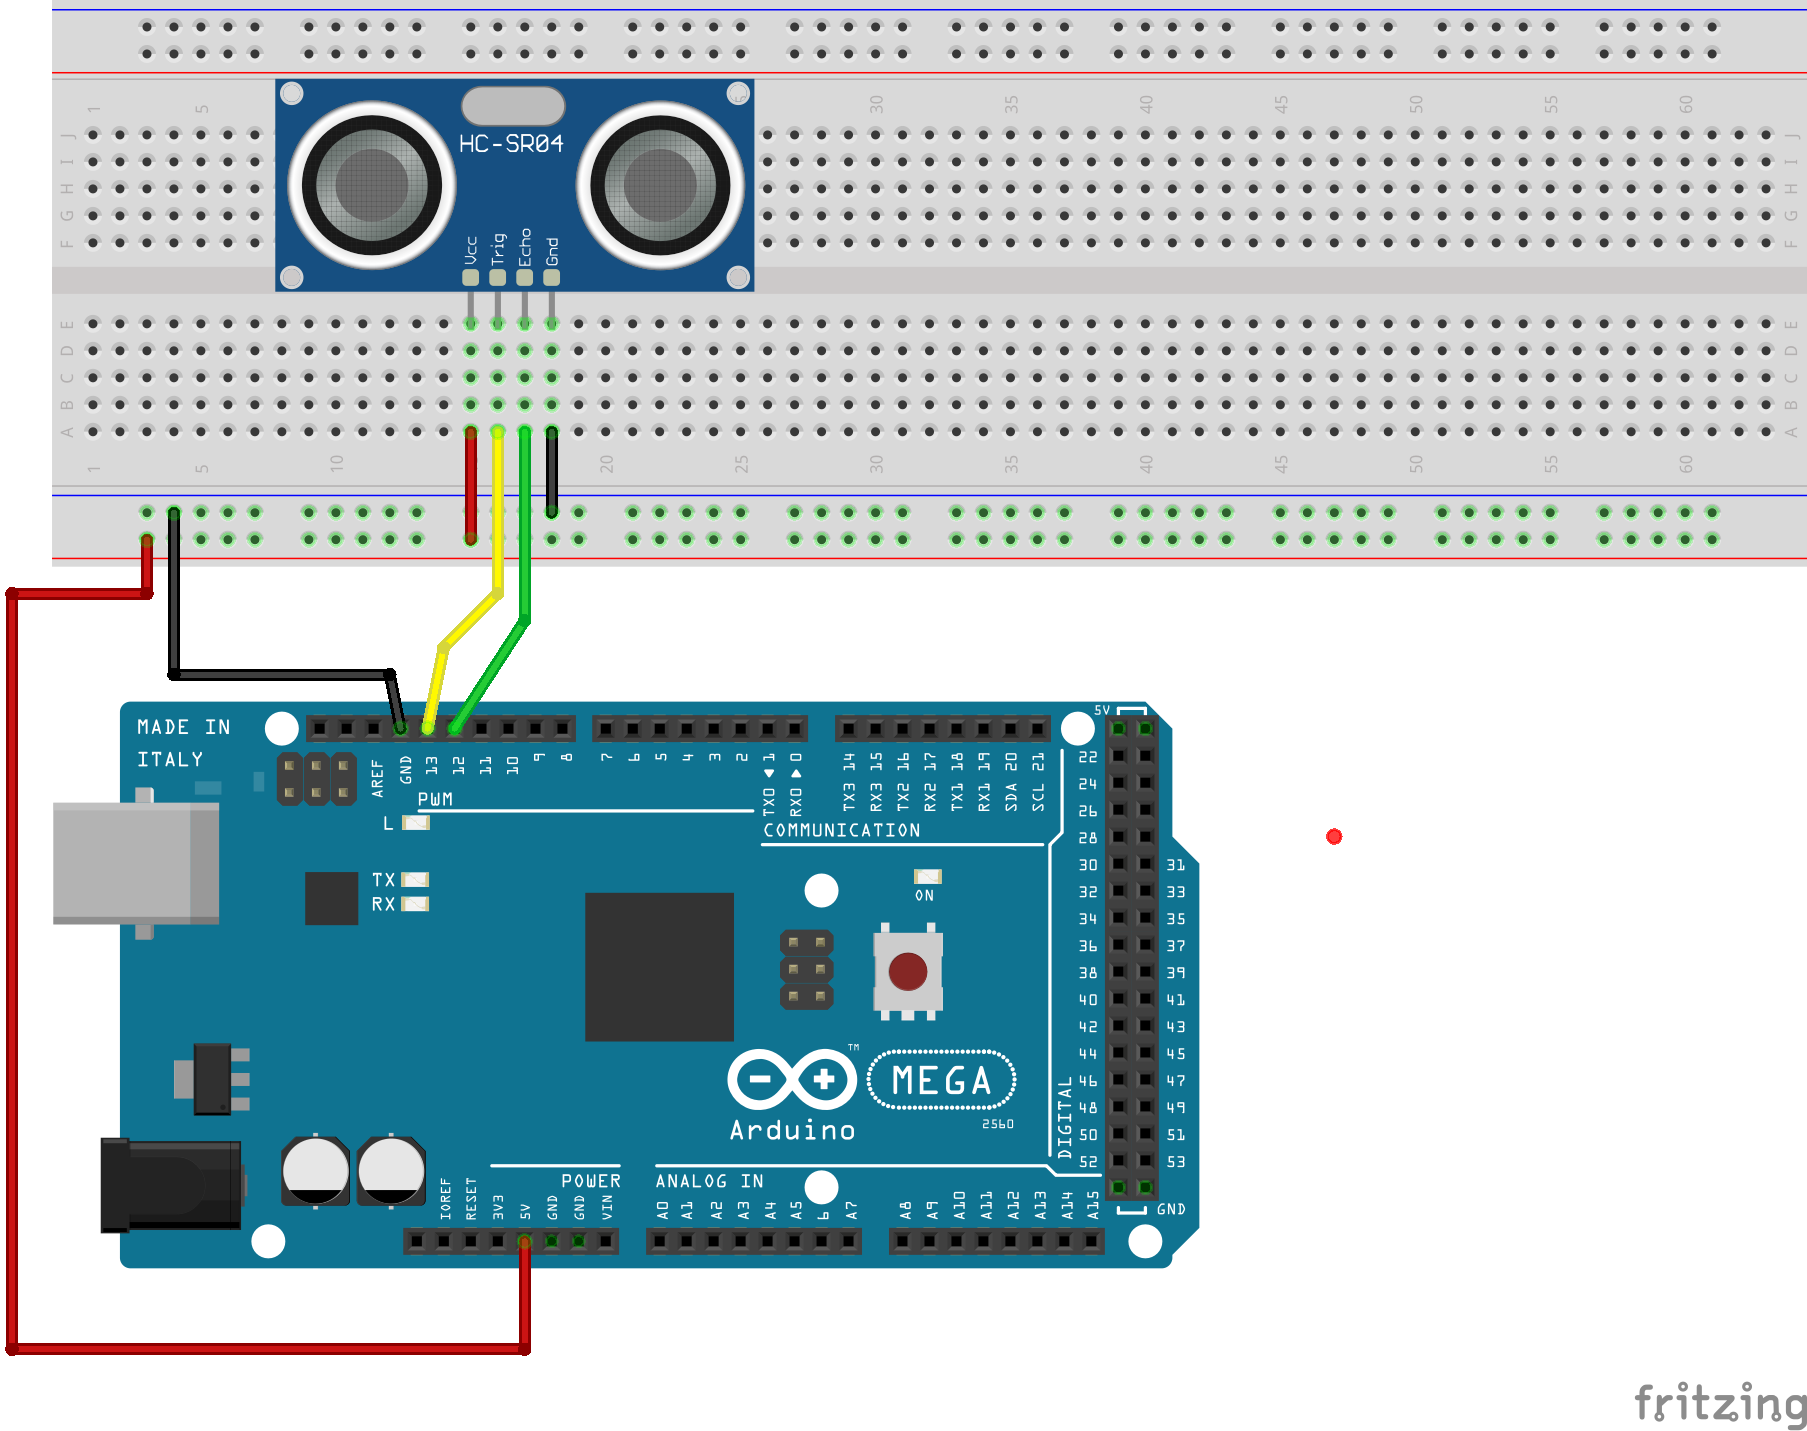 1 5 30 35 40 45 50 55 60
J J
I I
H H
G G
F F
HC-SR04
Vcc Trig Echo Gnd
E E
D D
C C
B B
A A
1 5 10 15 20 25 30 35 40 45 50 55 60
MADE IN
ITALY
AREF GND 13 12 11 10 9 8 7 6 5 4 3 2 TX0 1 RX0 0 TX3 14 RX3 15 TX2 16 RX2 17 TX1 18 RX1 19 SDA 20 SCL 21
5V
PWM
COMMUNICATION
L
TX
RX
ON
22
24
26
28
30 31
32 33
34 35
36 37
38 39
40 41
42 43
44 45
46 47
48 49
50 51
52 53
GND
DIGITAL
TM
MEGA
Arduino
2560
POWER
ANALOG IN
IOREF RESET 3V3 5V GND GND VIN A0 A1 A2 A3 A4 A5 6 A7 A8 A9 A10 A11 A12 A13 A14 A15
fritzing